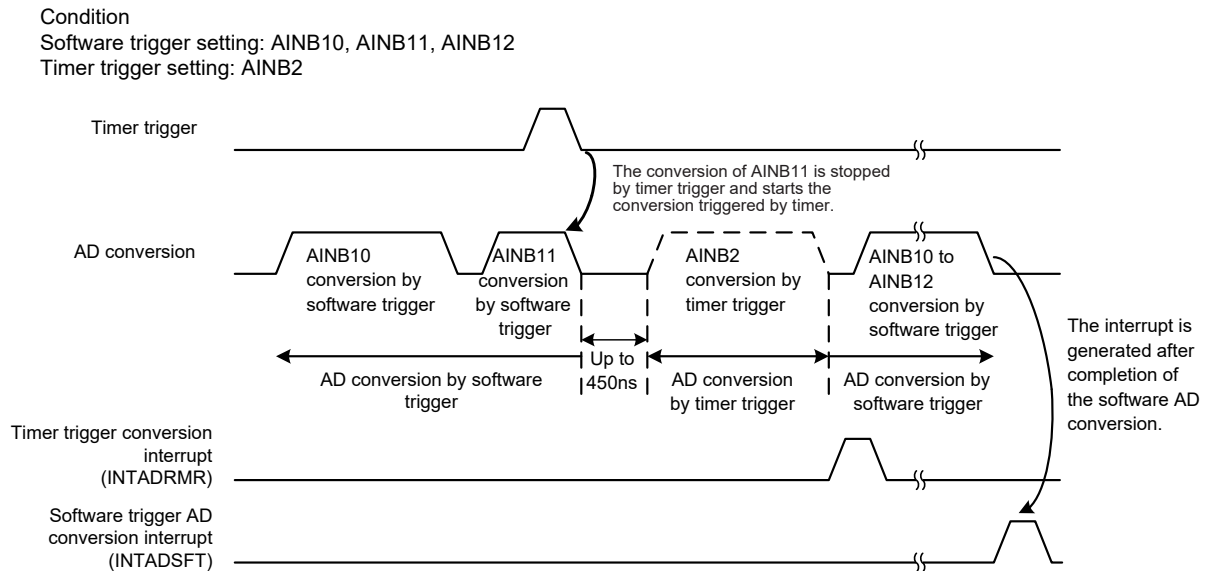 Condition
Software trigger setting: AINB10, AINB11, AINB12
Timer trigger setting: AINB2
Timer trigger
The conversion of AINB11 is stopped
by timer trigger and starts the
conversion triggered by timer.
AD conversion
AINB10
conversion by
software trigger
AINB11
conversion
by software
trigger
AINB2
conversion by
timer trigger
AINB10 to
AINB12
conversion by
software trigger
The interrupt is
generated after
completion of
the software AD
conversion.
AD conversion by software
trigger
Up to
450ns
AD conversion
by timer trigger
AD conversion by
software trigger
Timer trigger conversion
interrupt
(INTADRMR)
Software trigger AD
conversion interrupt
(INTADSFT)